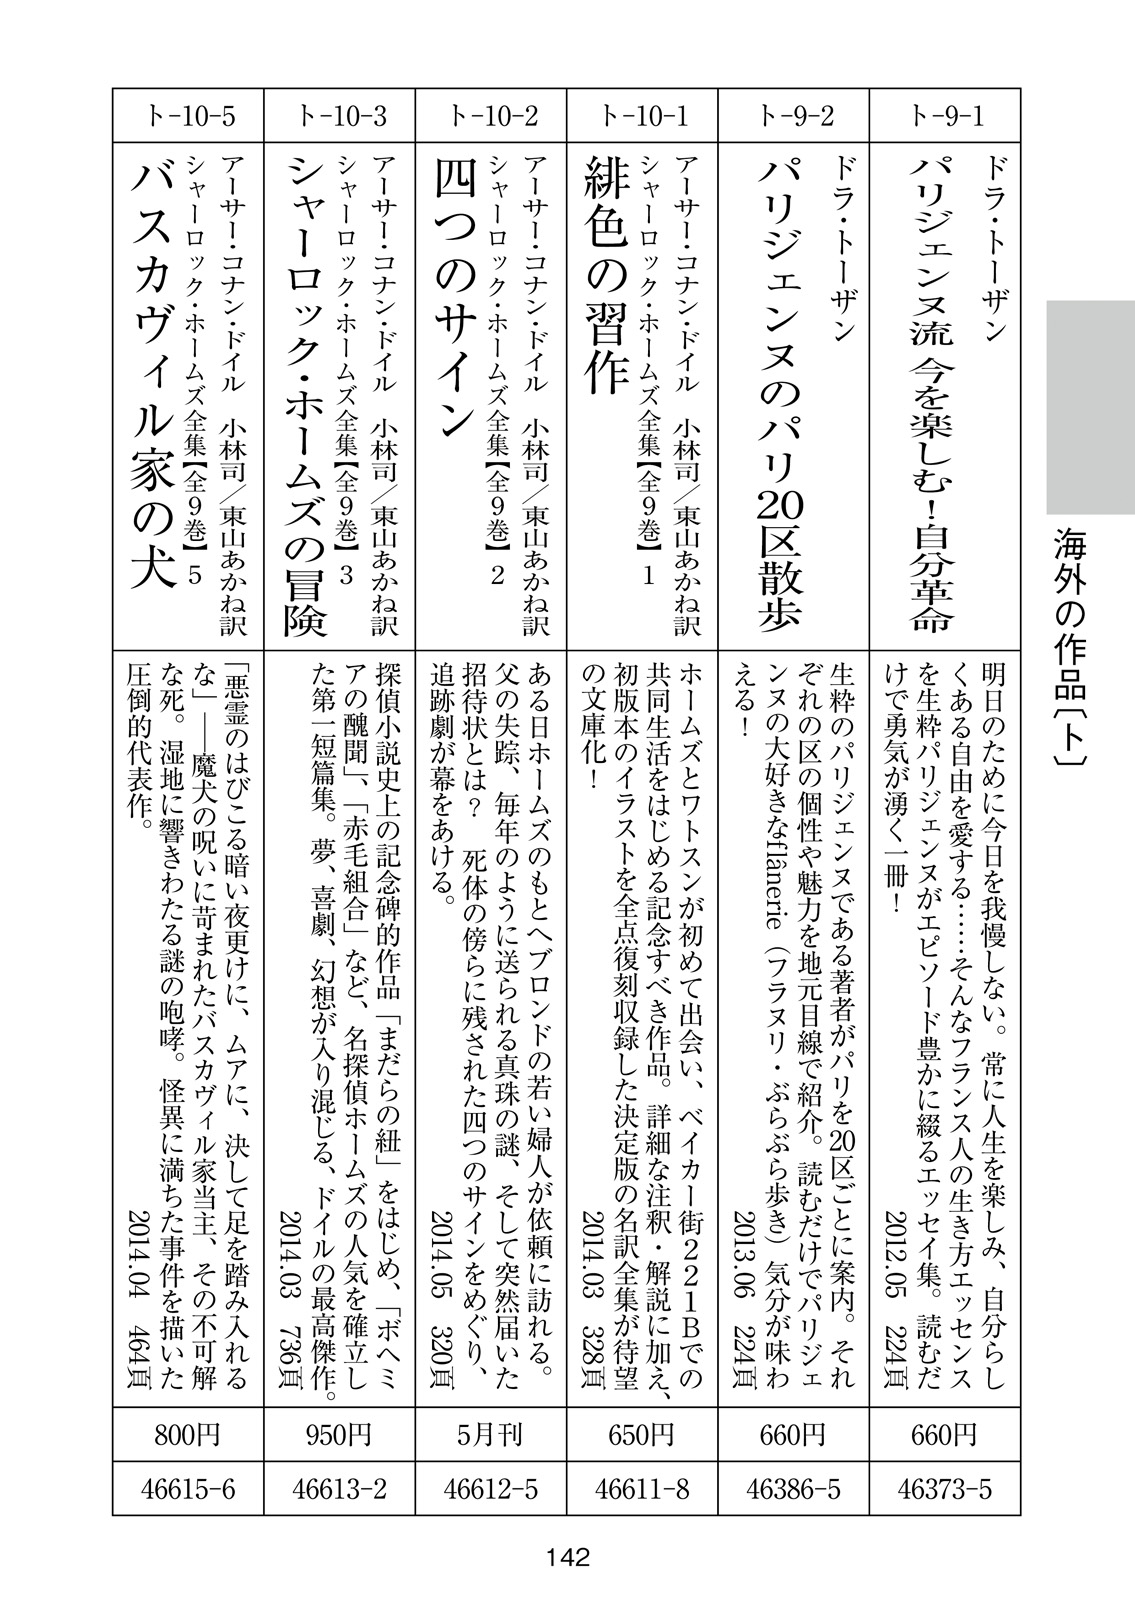 海外の作品〔ト〕
ト-9-1
ドラ・トーザン
パリジェンヌ流 今を楽しむ！自分革命
明日のために今日を我慢しない。常に人生を楽しみ、自分らし
くある自由を愛する……そんなフランス人の生き方エッセンス
を生粋パリジェンヌがエピソード豊かに綴るエッセイ集。読むだ
けで勇気が湧く一冊！
2012.05 224頁
660円
46373-5
ト-9-2
ドラ・トーザン
パリジェンヌのパリ20区散歩
生粋のパリジェンヌである著者がパリを20区ごとに案内。それ
ぞれの区の個性や魅力を地元目線で紹介。読むだけでパリジェ
ンヌの大好きなflânerie（フラヌリ・ぶらぶら歩き）気分が味わ
える！
2013.06 224頁
660円
46386-5
ト-10-1
アーサー・コナン・ドイル 小林司／東山あかね訳
シャーロック・ホームズ全集【全9巻】1
緋色の習作
ホームズとワトスンが初めて出会い、ベイカー街221Bでの
共同生活をはじめる記念すべき作品。詳細な注釈・解説に加え、
初版本のイラストを全点復刻収録した決定版の名訳全集が待望
の文庫化！
2014.03 328頁
650円
46611-8
ト-10-2
アーサー・コナン・ドイル 小林司／東山あかね訳
シャーロック・ホームズ全集【全9巻】2
四つのサイン
ある日ホームズのもとへブロンドの若い婦人が依頼に訪れる。
父の失踪、毎年のように送られる真珠の謎、そして突然届いた
招待状とは？ 死体の傍らに残された四つのサインをめぐり、
追跡劇が幕をあける。
2014.05 320頁
5月刊
46612-5
ト-10-3
アーサー・コナン・ドイル 小林司／東山あかね訳
シャーロック・ホームズ全集【全9巻】3
シャーロック・ホームズの冒険
探偵小説史上の記念碑的作品「まだらの紐」をはじめ、「ボヘミ
アの醜聞」、「赤毛組合」など、名探偵ホームズの人気を確立し
た第一短篇集。夢、喜劇、幻想が入り混じる、ドイルの最高傑作。
2014.03 736頁
950円
46613-2
ト-10-5
アーサー・コナン・ドイル 小林司／東山あかね訳
シャーロック・ホームズ全集【全9巻】5
バスカヴィル家の犬
「悪霊のはびこる暗い夜更けに、ムアに、決して足を踏み入れる
な」――魔犬の呪いに苛まれたバスカヴィル家当主、その不可解
な死。湿地に響きわたる謎の咆哮。怪異に満ちた事件を描いた
圧倒的代表作。
2014.04 464頁
800円
46615-6
142